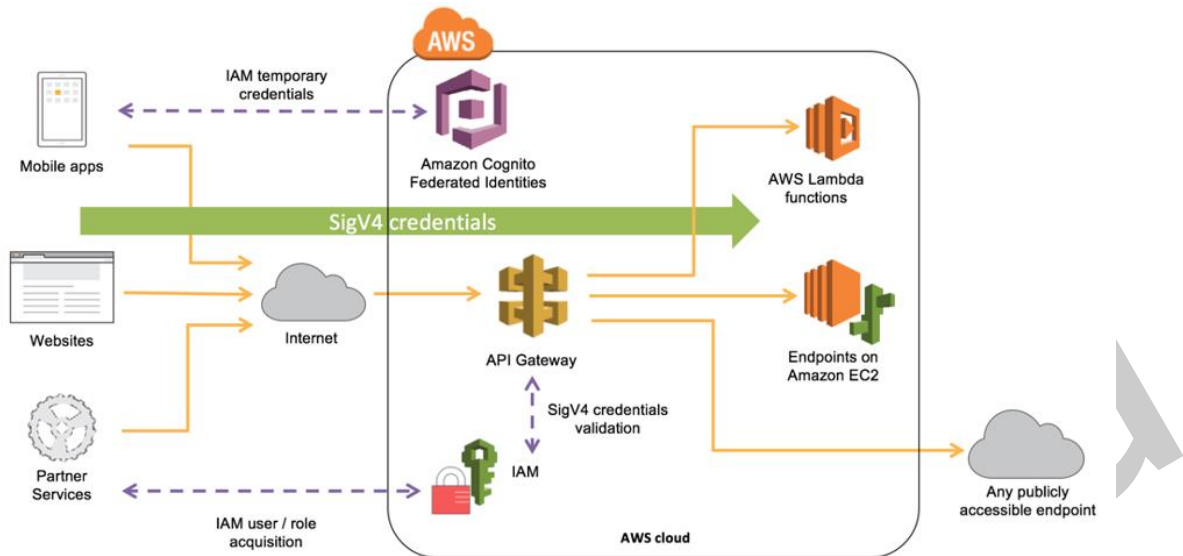 AWS
IAM temporary
credentials
Mobile apps
Amazon Cognito
Federated Identities
AWS Lambda
functions
SigV4 credentials
Websites
Internet
API Gateway
Endpoints on
Amazon EC2
SigV4 credentials
validation
Partner
Services
IAM
IAM user / role
acquisition
AWS cloud
Any publicly
accessible endpoint